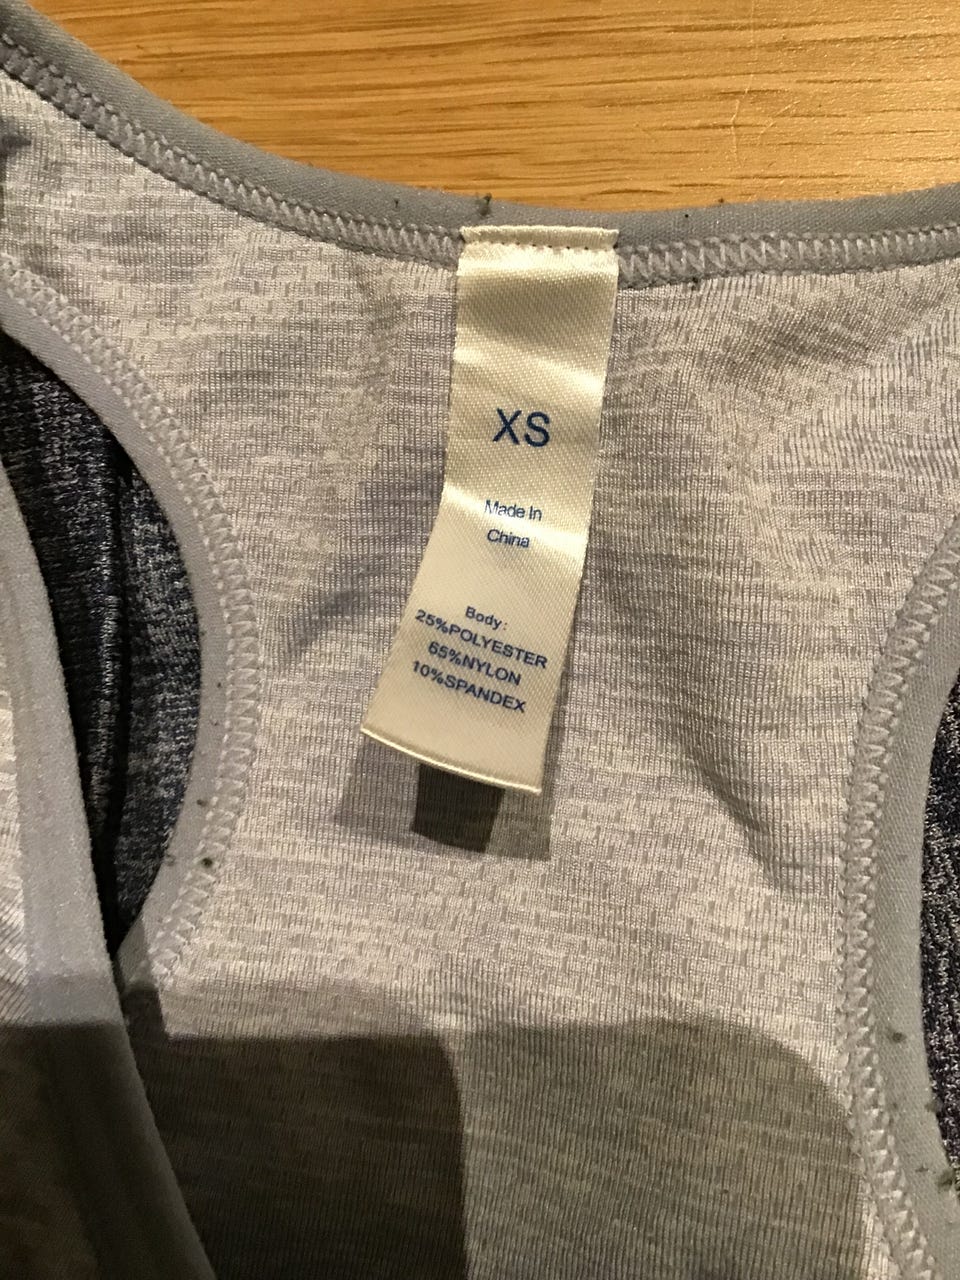 XS
Made In
China
Body:
25%POLYESTER
65%NYLON
10%SPANDEX